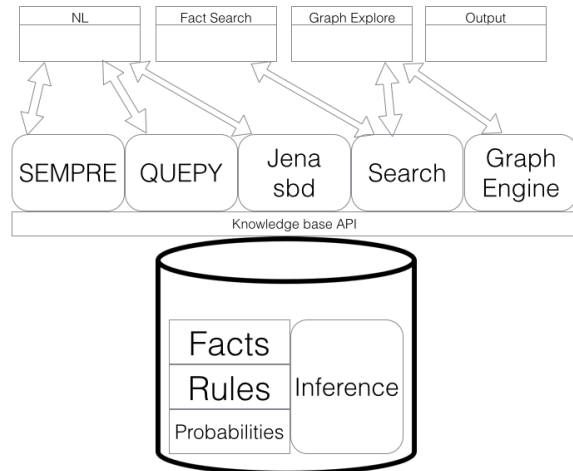 NL
Fact Search
Graph Explore
Output
SEMPRE
QUEPY
Jena
sbd
Search
Graph
Engine
Knowledge base API
Facts
Rules
Probabilities
Inference